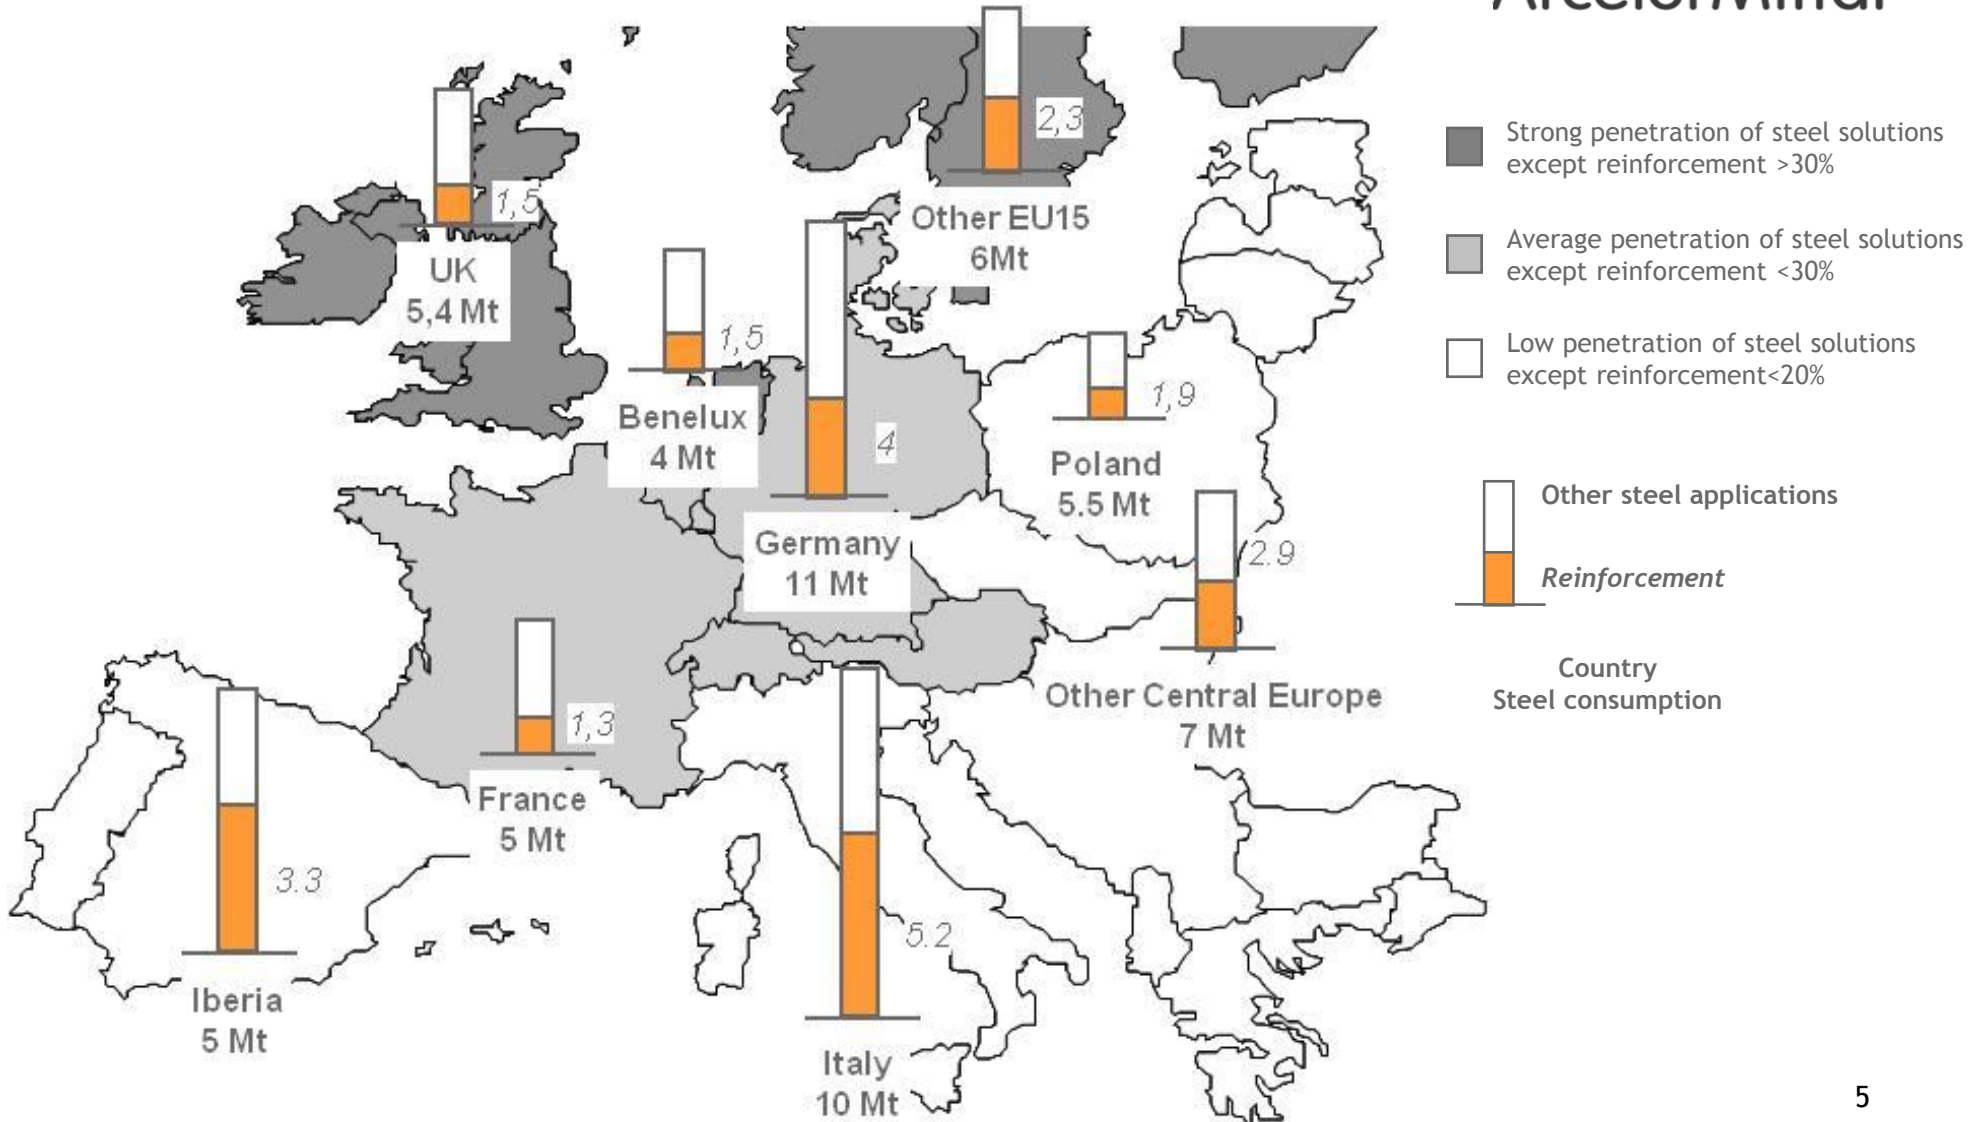 2,3
1,5
Other EU15
6Mt
UK
5,4 Mt
1,5
Benelux
4 Mt
4
1,9
Poland
5.5 Mt
Germany
11 Mt
2.9
Other Central Europe
7 Mt
1,3
France
5 Mt
3.3
Iberia
5 Mt
5.2
Italy
10 Mt
Strong penetration of steel solutions
except reinforcement >30%
Average penetration of steel solutions
except reinforcement <30%
Low penetration of steel solutions
except reinforcement<20%
Other steel applications
Reinforcement
Country
Steel consumption
5